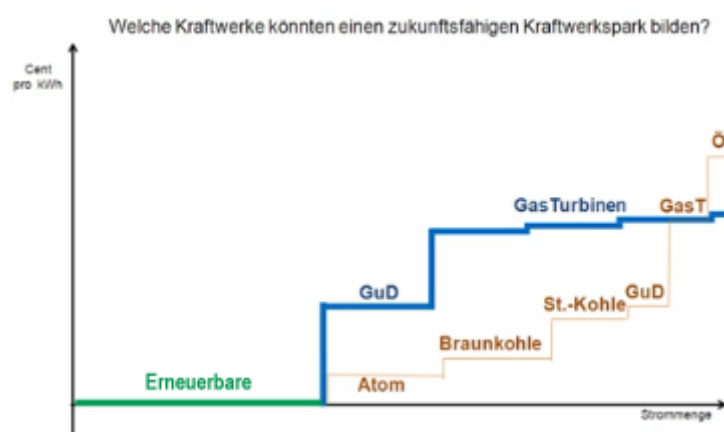 Welche Kraftwerke könnten einen zukunftsfähigen Kraftwerkspark bilden?
Cent
pro kWh
Ö
GasTurbinen
GasT
GuD
GuD
St.-Kohle
Braunkohle
Erneuerbare
Atom
Strommenge